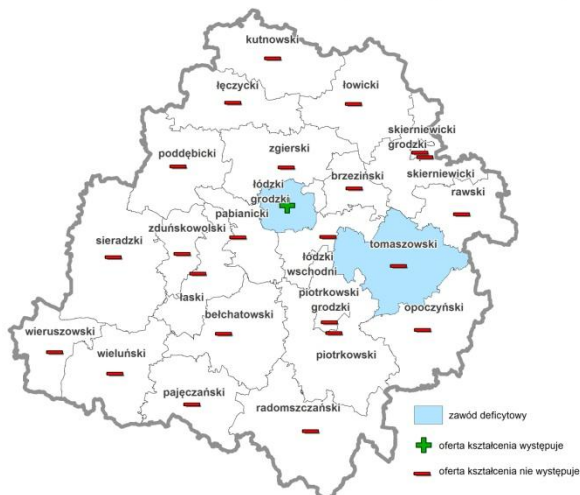 kutnowski
łęczycki
łowicki
skierniewicki
grodzki
zgierski
poddębicki
brzeziński
skierniewicki
łódzki
grodzki
rawski
pabianicki
zduńskowolski
sieradzki
tomaszowski
łódzki
wschodni
łaski
piotrkowski
grodzki
opoczyński
bełchatowski
wieruszowski
wieluński
piotrkowski
pajęczański
radomszczański
zawód deficytowy
oferta kształcenia występuje
oferta kształcenia nie występuje